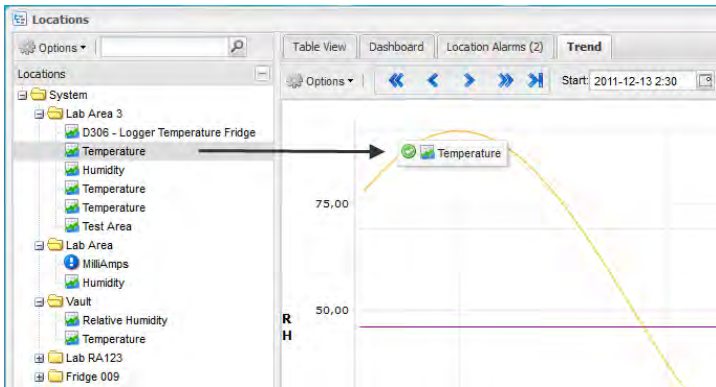 Locations
Options
Table View Dashboard Location Alarms (2) Trend
Locations
Options Start: 2011-12-13 2:30
System
Lab Area 3
D306 - Logger Temperature Fridge
Temperature
Temperature
Humidity
Temperature
Temperature
Test Area
75,00
Lab Area
MilliAmps
Humidity
Vault
50,00
Relative Humidity
R
H
Temperature
Lab RA123
Fridge 009